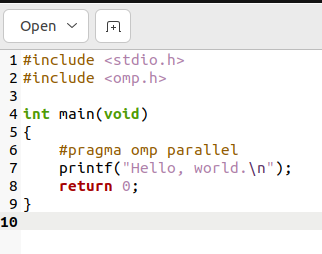 Open
1 #include <stdio.h>
2 #include <omp.h>
3
4 int main(void)
5 {
6     #pragma omp parallel
7     printf("Hello, world.\n");
8     return 0;
9 }
10